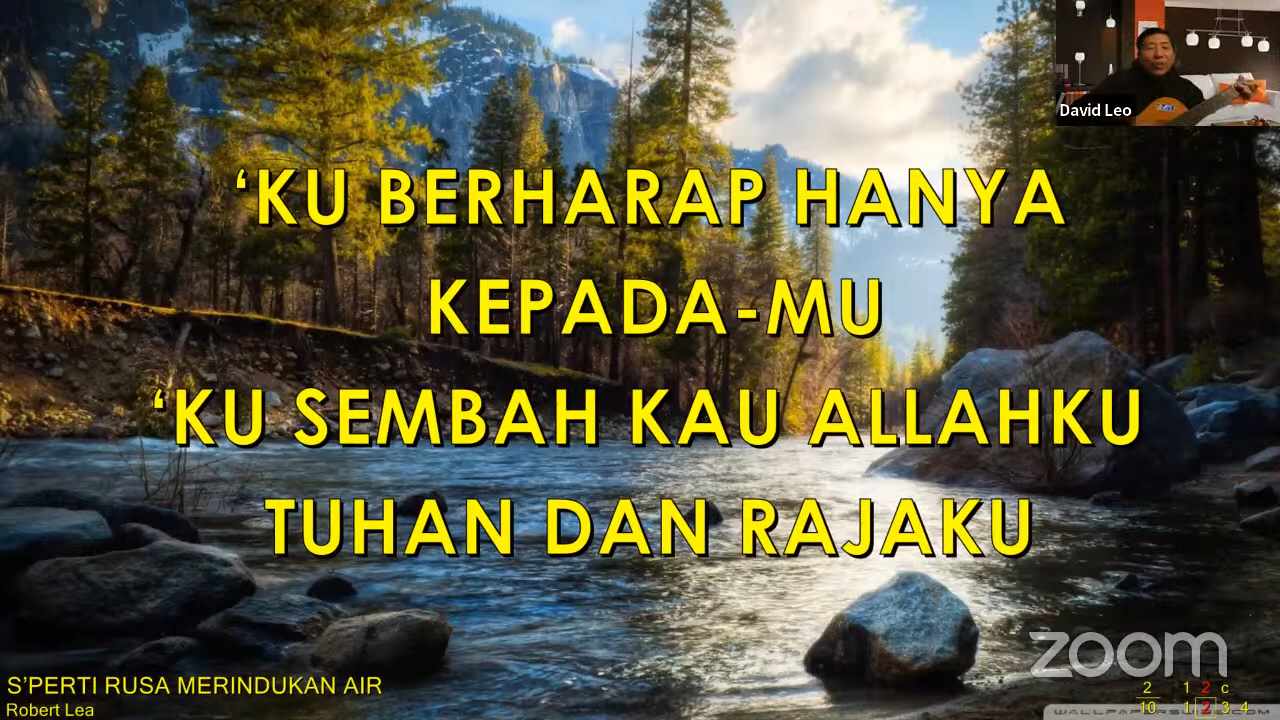 David Leo
‘KU BERHARAP HANYA
KEPADA-MU
‘KU SEMBAH KAU ALLAHKU
TUHAN DAN RAJAKU
zoom
S’PERTI RUSA MERINDUKAN AIR
Robert Lea
2 1 2 c
10 1 2 3 4